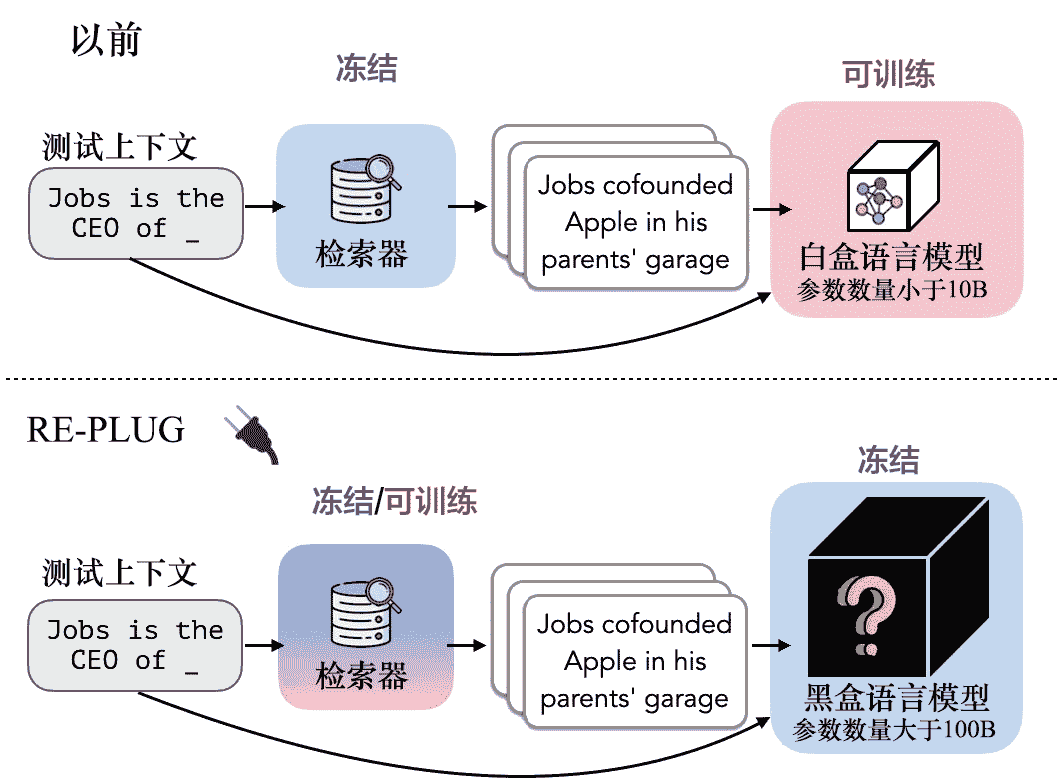 以前
冻结
可训练
测试上下文
Jobs is the
CEO of _
检索器
Jobs cofounded
Apple in his
parents' garage
白盒语言模型
参数数量小于10B
RE-PLUG
冻结/可训练
冻结
测试上下文
Jobs is the
CEO of _
检索器
Jobs cofounded
Apple in his
parents' garage
?
黑盒语言模型
参数数量大于100B